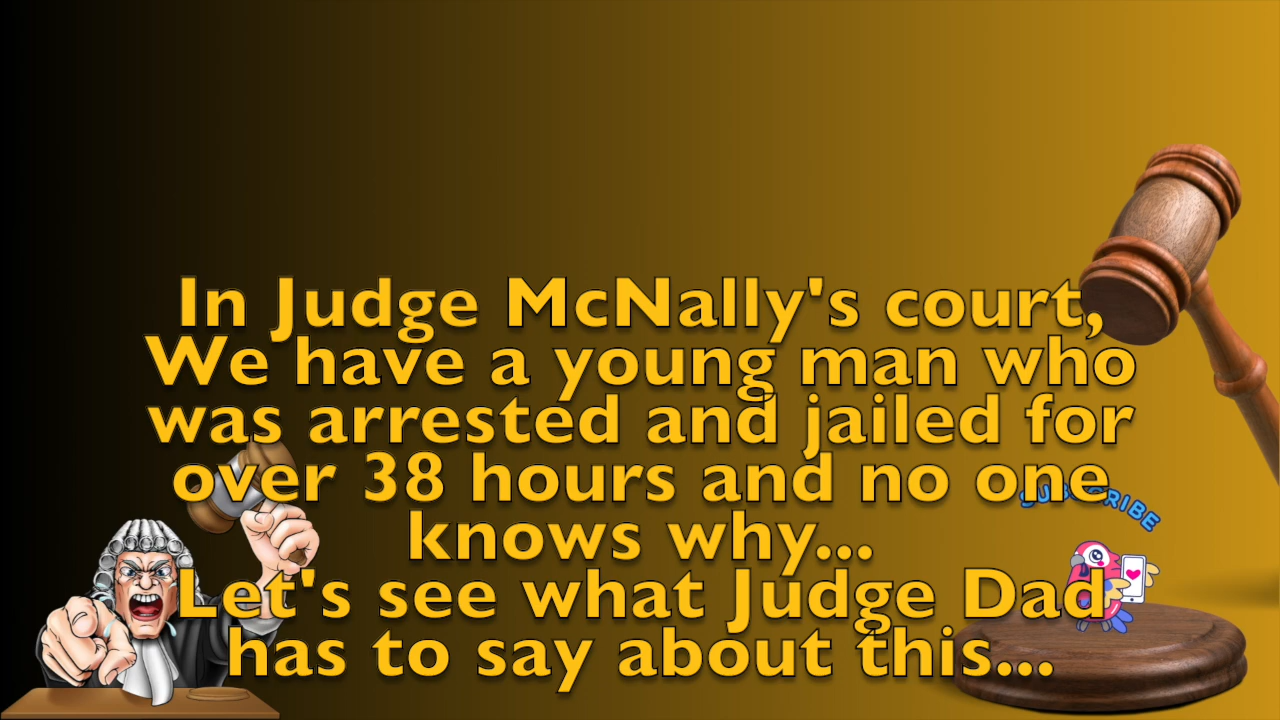 In Judge McNally's court,
We have a young man who
was arrested and jailed for
over 38 hours and no one
knows why...
SUBSCRIBE
Let's see what Judge Dad
has to say about this...